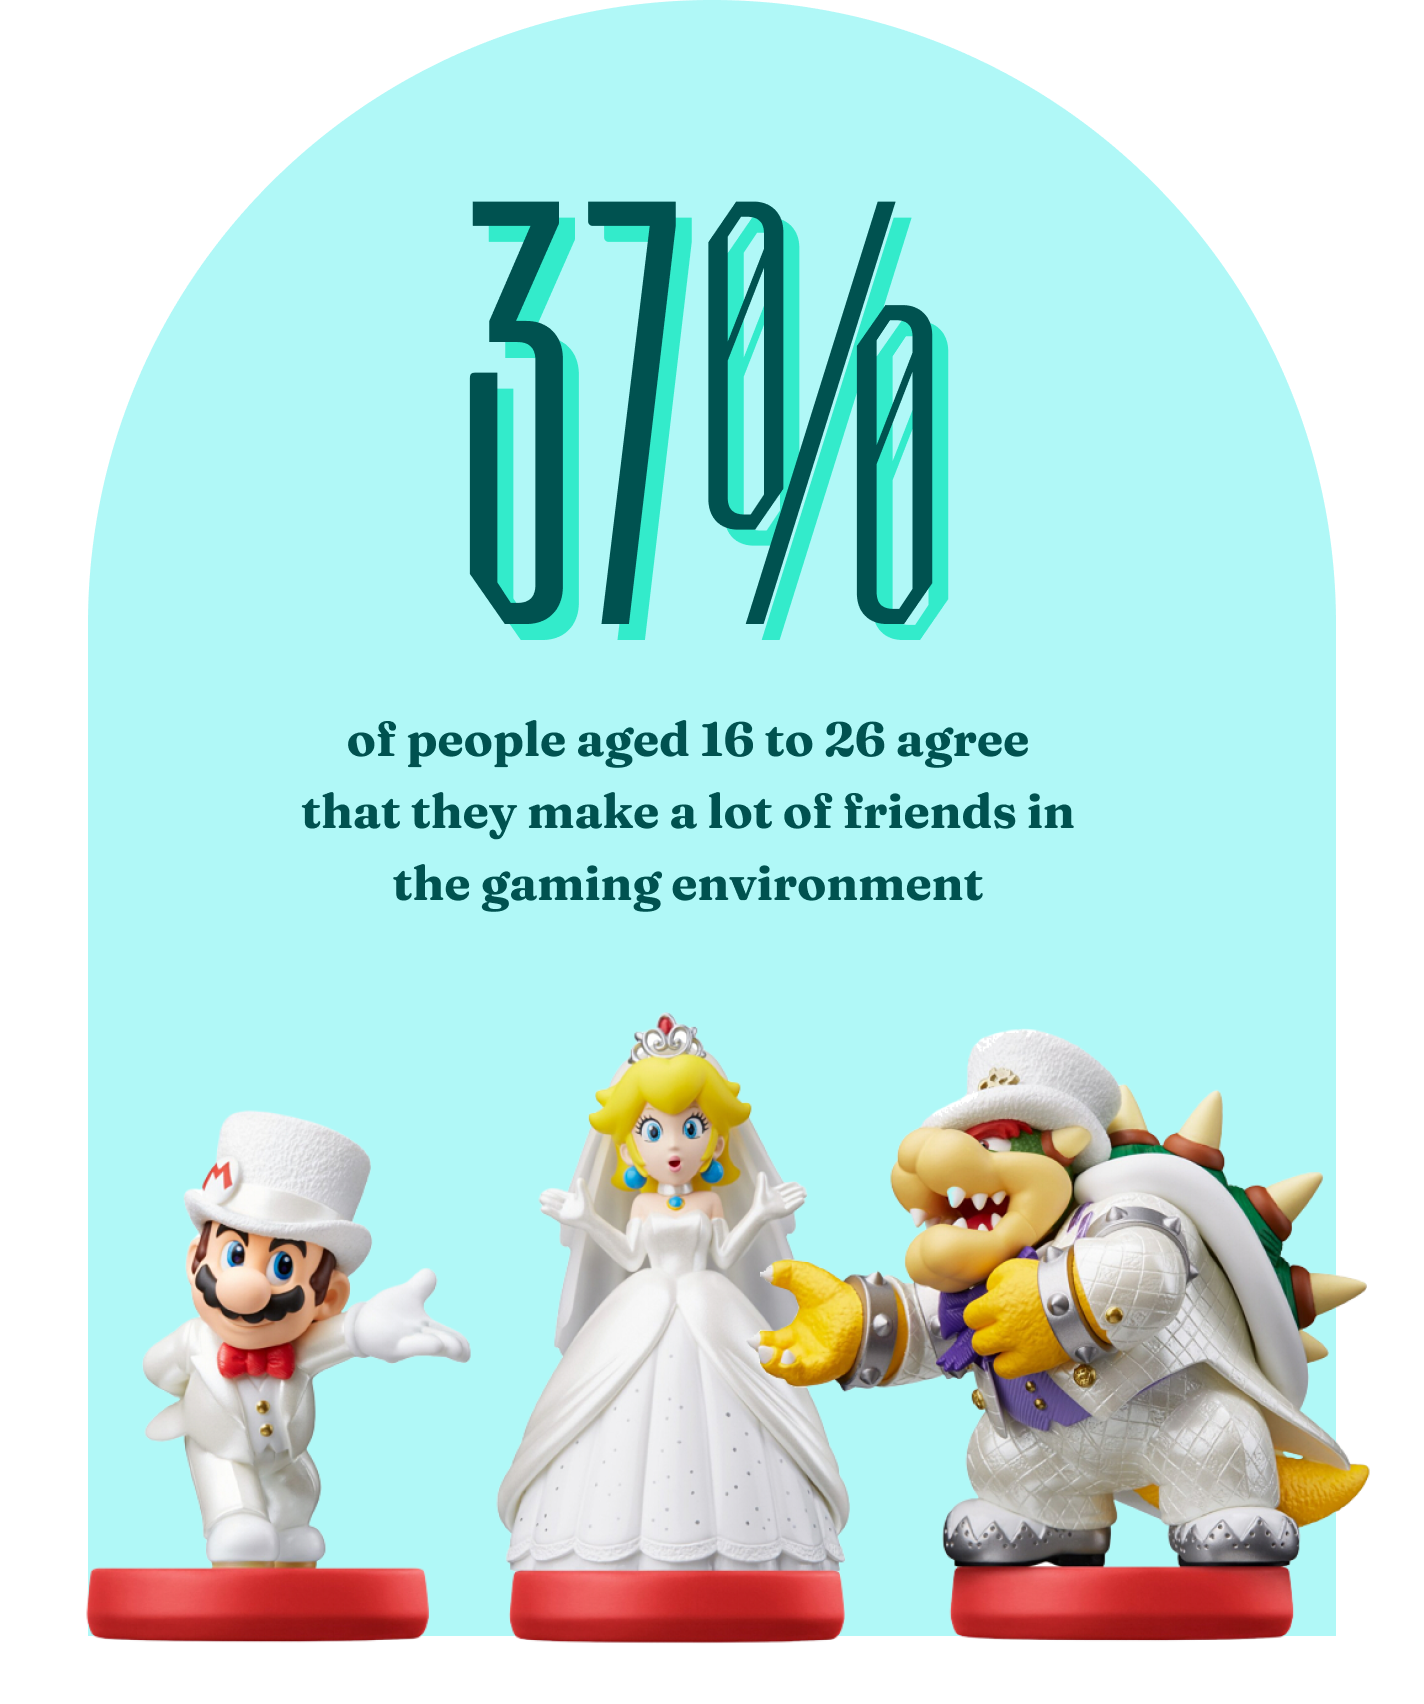 37%
of people aged 16 to 26 agree
that they make a lot of friends in
the gaming environment
M